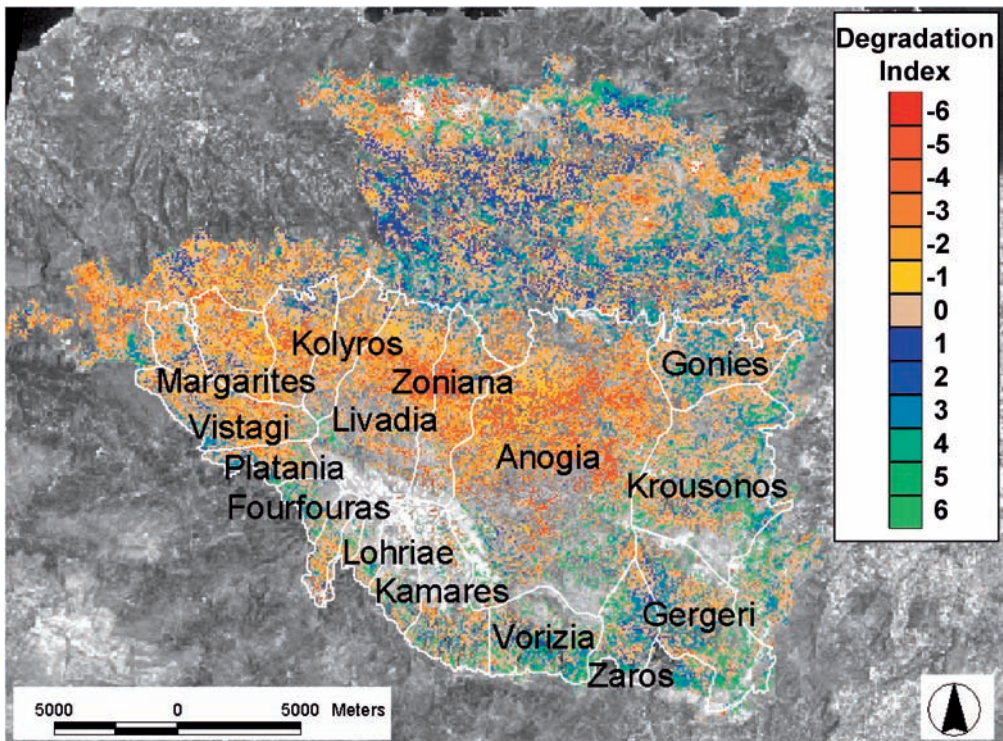 Degradation
Index
-6
-5
-4
-3
-2
-1
0
1
2
3
4
5
6
Kolyros
Gonies
Margarites
Zoniana
Livadia
Vistagi
Anogia
Platania
Krousonos
Fourfouras
Lohriae
Kamares
Gergeri
Vorizia
Zaros
5000 0 5000 Meters